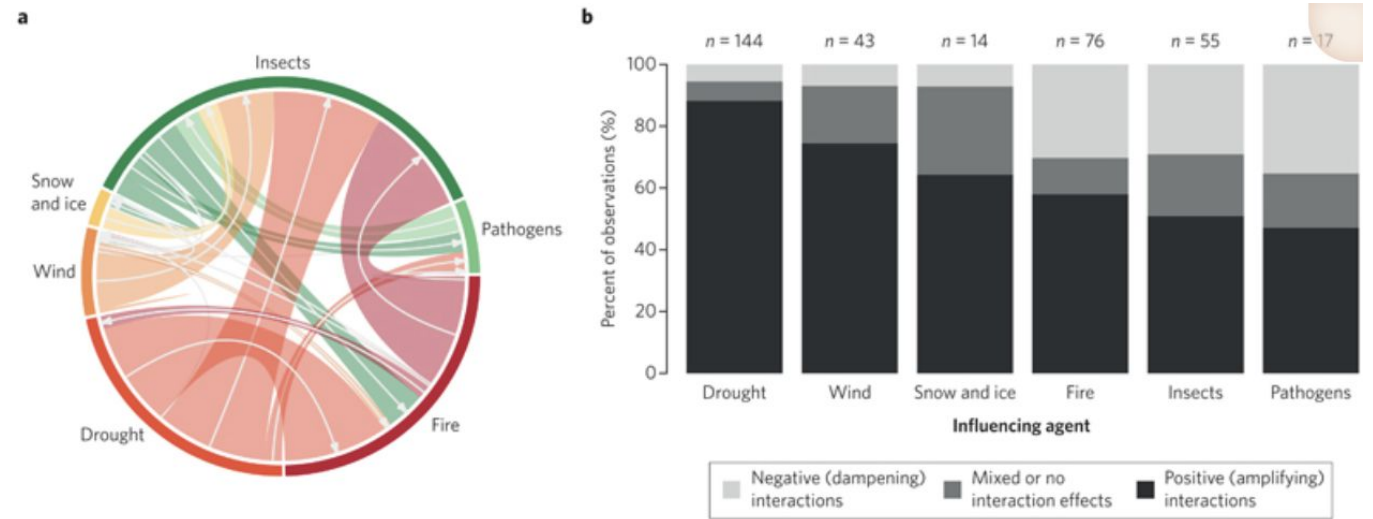 a
Insects
Snow
and ice
Wind
Drought
Pathogens
Fire
b
n = 144
n = 43
n = 14
n = 76
n = 55
n = 17
100
80
60
40
20
0
Percent of observations (%)
Drought
Wind
Snow and ice
Fire
Insects
Pathogens
Influencing agent
Negative (dampening)
interactions
Mixed or no
interaction effects
Positive (amplifying)
interactions